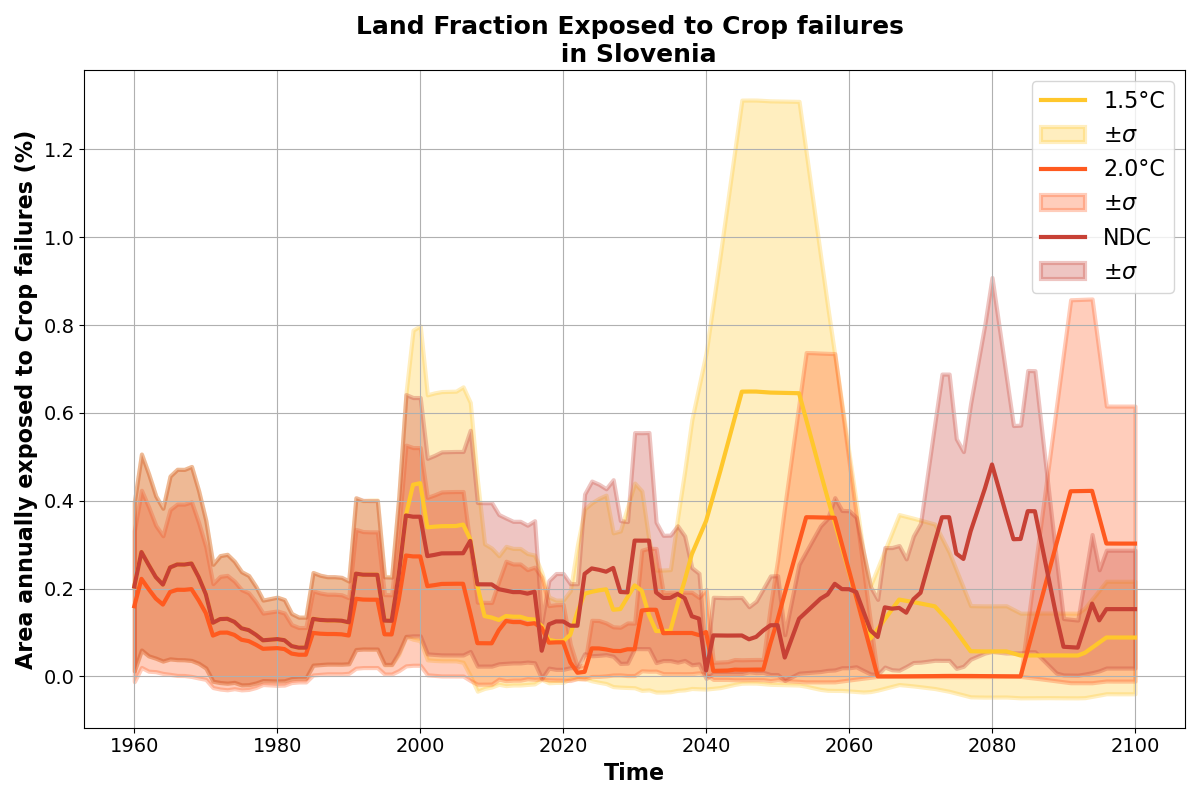 Land Fraction Exposed to Crop failures
in Slovenia
Area annually exposed to Crop failures (%)
1.2
1.0
0.8
0.6
0.4
0.2
0.0
1.5°C
±σ
2.0°C
±σ
NDC
±σ
1960 1980 2000 2020 2040 2060 2080 2100
Time